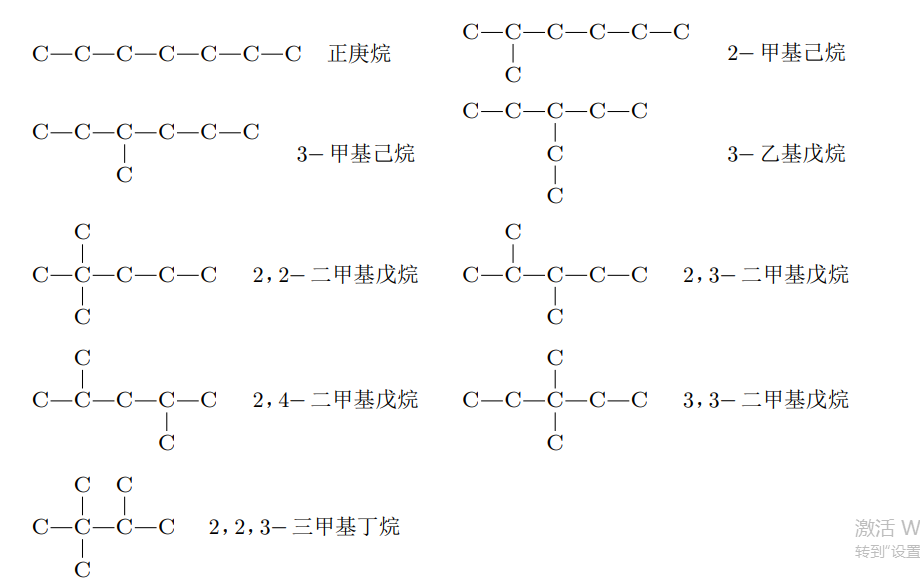 C—C—C—C—C—C—C 正庚烷
C—C—C—C—C—C
C
2-甲基己烷
C—C—C—C—C—C
C
3-甲基己烷
C—C—C—C—C
C
C
3-乙基戊烷
C
C—C—C—C—C 2,2-二甲基戊烷
C
C
C—C—C—C—C 2,3-二甲基戊烷
C
C
C—C—C—C—C 2,4-二甲基戊烷
C
C
C—C—C—C—C 3,3-二甲基戊烷
C
C C
C—C—C—C 2,2,3-三甲基丁烷
C
激活 W
转到“设置